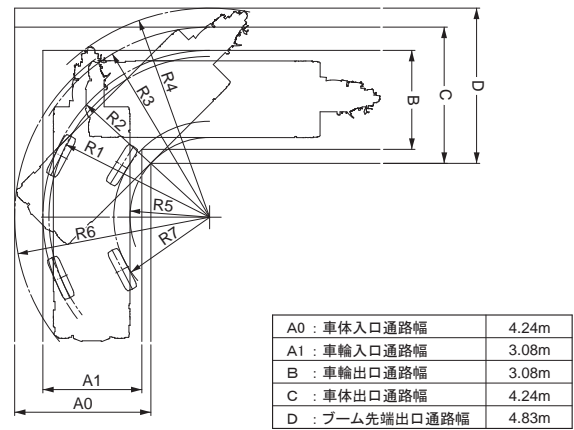 R4
R3
R2
R1
R5
R6
R7
B
C
D
A1
A0
A0 : 車体入口通路幅 4.24m
A1 : 車輪入口通路幅 3.08m
B : 車輪出口通路幅 3.08m
C : 車体出口通路幅 4.24m
D : ブーム先端出口通路幅 4.83m